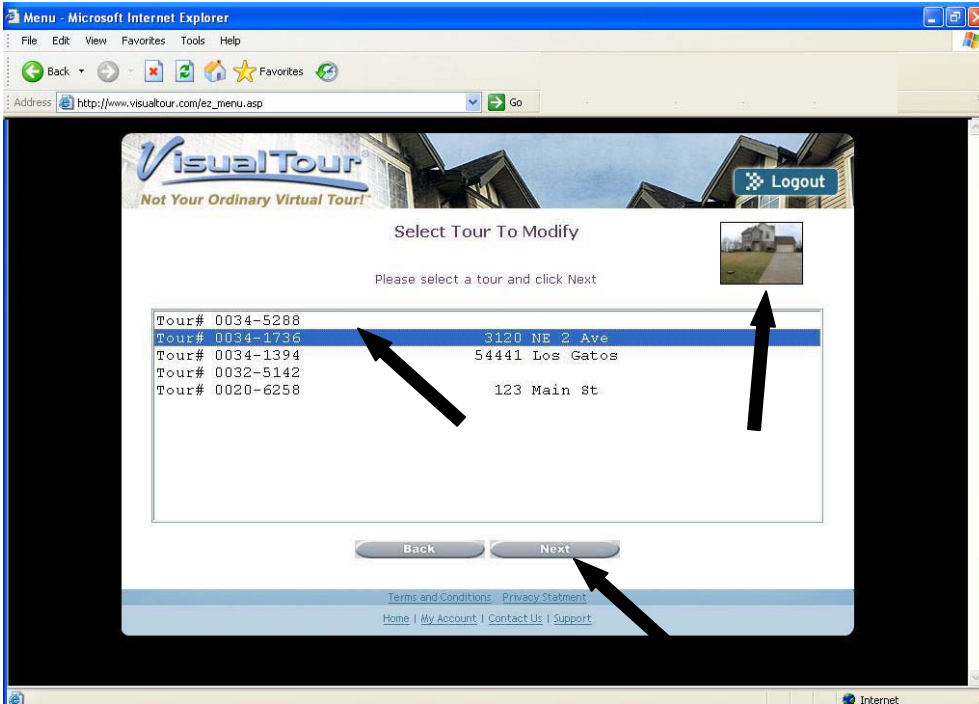 Menu - Microsoft Internet Explorer
File Edit View Favorites Tools Help
Back Favorites
Address http://www.visualtour.com/ez_menu.asp Go
VisualTour®
Not Your Ordinary Virtual Tour!
Logout
Select Tour To Modify
Please select a tour and click Next
Tour# 0034-5288
Tour# 0034-1736 3120 NE 2 Ave
Tour# 0034-1394 54441 Los Gatos
Tour# 0032-5142
Tour# 0020-6258 123 Main St
Back Next
Terms and Conditions Privacy Statment
Home | My Account | Contact Us | Support
Internet